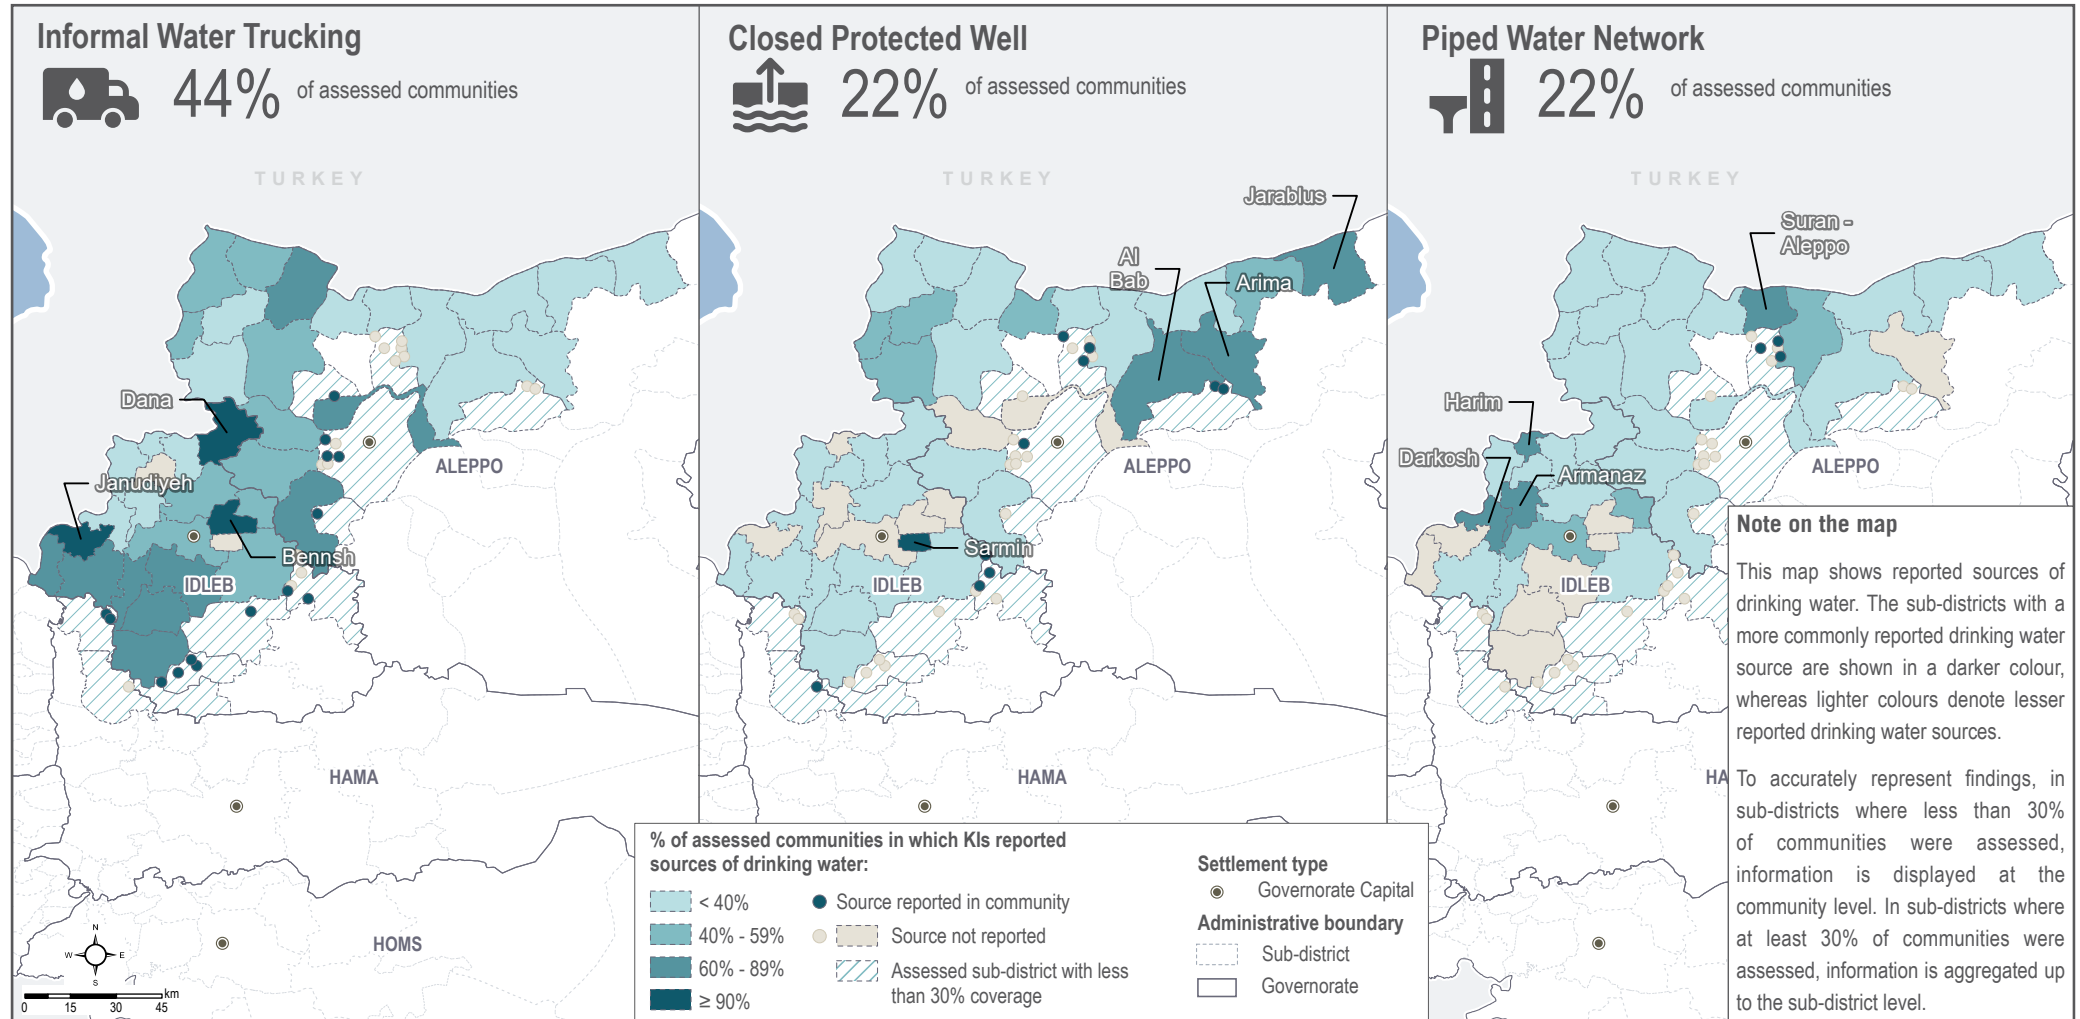 Informal Water Trucking
44% of assessed communities
TURKEY
Dana
Janudiyeh
Bennsh
IDLEB
ALEPPO
HAMA
HOMS
N
W
E
S
km
0 15 30 45
Closed Protected Well
22% of assessed communities
TURKEY
Jarablus
Al
Bab
Arima
ALEPPO
Sarmin
IDLEB
HAMA
Piped Water Network
22% of assessed communities
TURKEY
Suran -
Aleppo
Harim
Darkosh
Armanaz
ALEPPO
IDLEB
HA
% of assessed communities in which KIs reported
sources of drinking water:
< 40%
40% - 59%
60% - 89%
≥ 90%
Source reported in community
Source not reported
Assessed sub-district with less
than 30% coverage
Settlement type
Governorate Capital
Administrative boundary
Sub-district
Governorate
Note on the map
This map shows reported sources of
drinking water. The sub-districts with a
more commonly reported drinking water
source are shown in a darker colour,
whereas lighter colours denote lesser
reported drinking water sources.
To accurately represent findings, in
sub-districts where less than 30%
of communities were assessed,
information is displayed at the
community level. In sub-districts where
at least 30% of communities were
assessed, information is aggregated up
to the sub-district level.